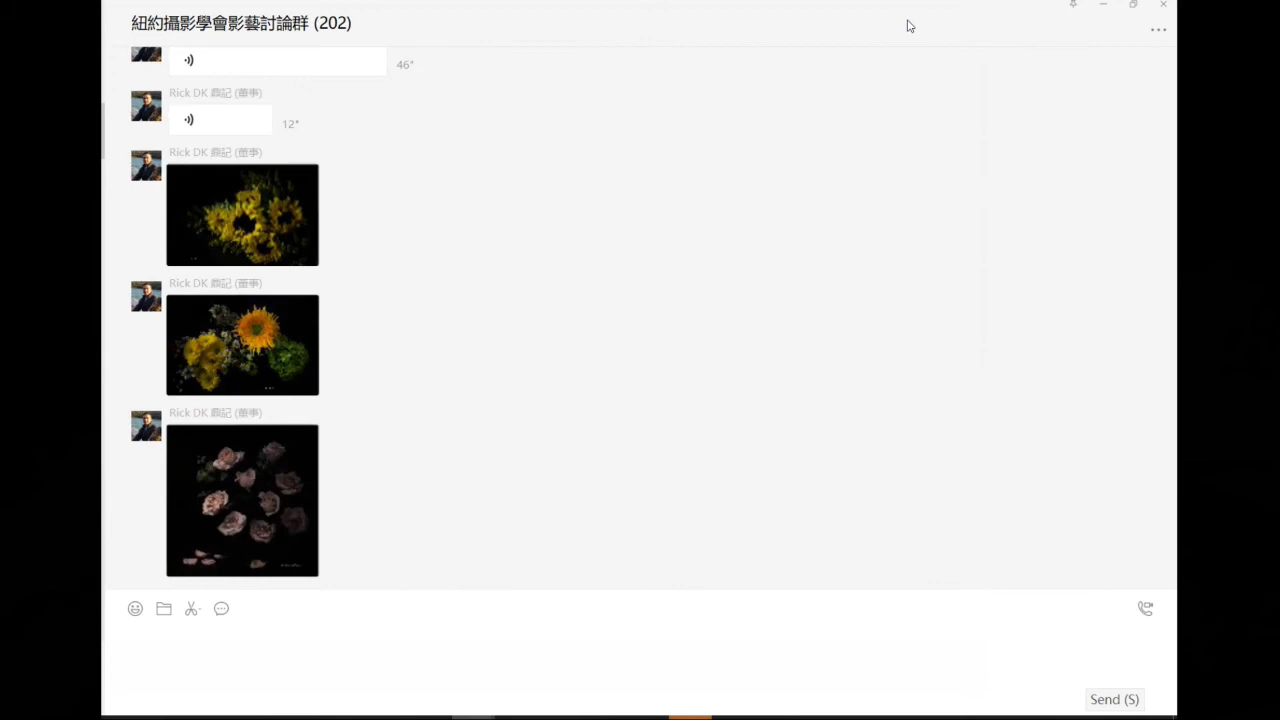 紐約攝影學會影藝討論群 (202)
46"
Rick DK 鼎記 (董事)
12"
Rick DK 鼎記 (董事)
Rick DK 鼎記 (董事)
Rick DK 鼎記 (董事)
Send (S)